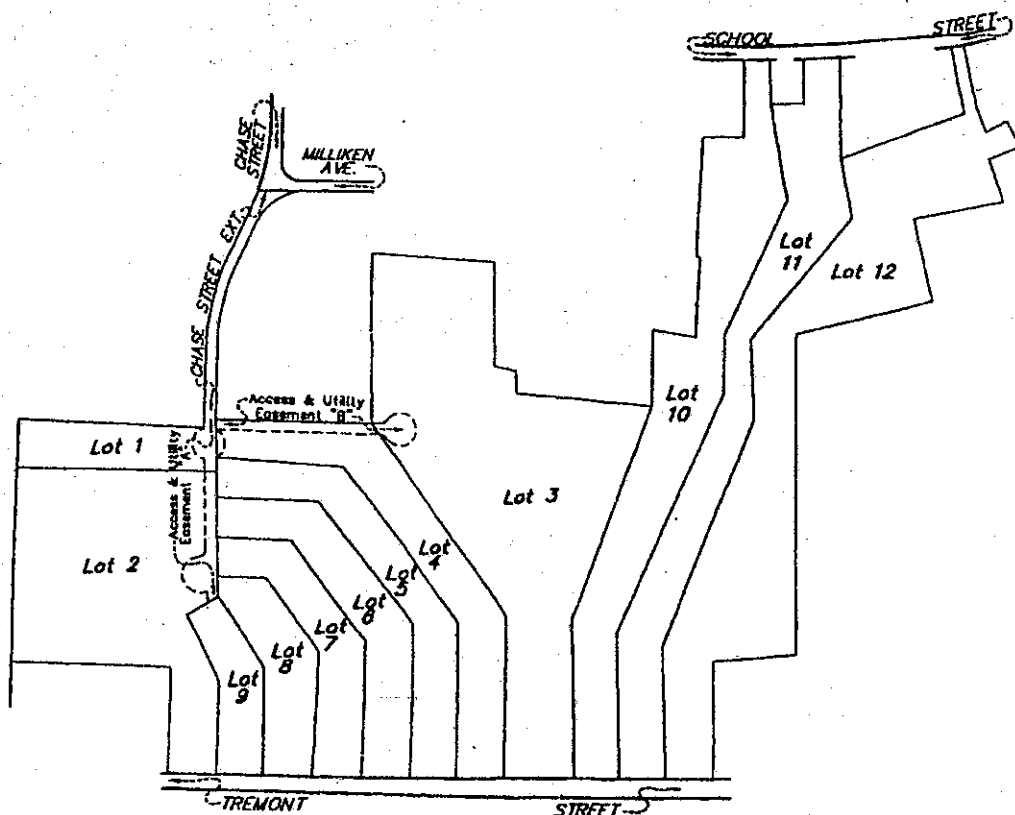 SCHOOL STREET
CHASE
STREET
MILLIKEN
AVE.
CHASE STREET EXT.
Lot
11
Lot 12
Access & Utility
Easement "B"
Lot
10
Lot 1
Access & Utility
Easement "A"
Lot 3
Lot 2
Lot
4
Lot
5
Lot
6
Lot
7
Lot
8
Lot
9
TREMONT STREET